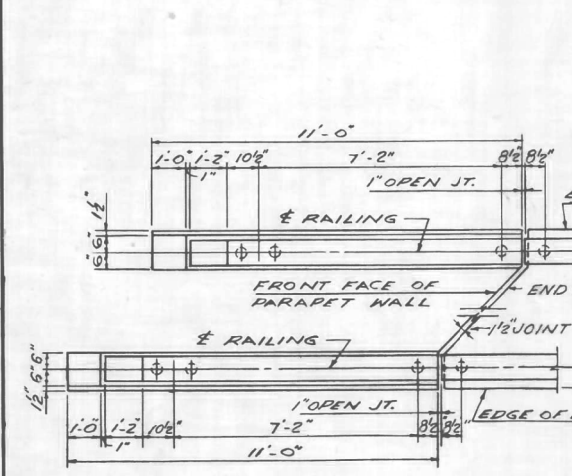 11'-0"
1'-0" 1'-2" 10½" 7'-2" 8½" 8½"
1"
1" OPEN JT.
1½"
6" 6"
℄ RAILING
FRONT FACE OF
PARAPET WALL
END
1½" JOINT
℄ RAILING
6" 6"
1½"
1" OPEN JT.
EDGE OF
1'-0" 1'-2" 10½" 7'-2" 8½" 8½"
1"
11'-0"